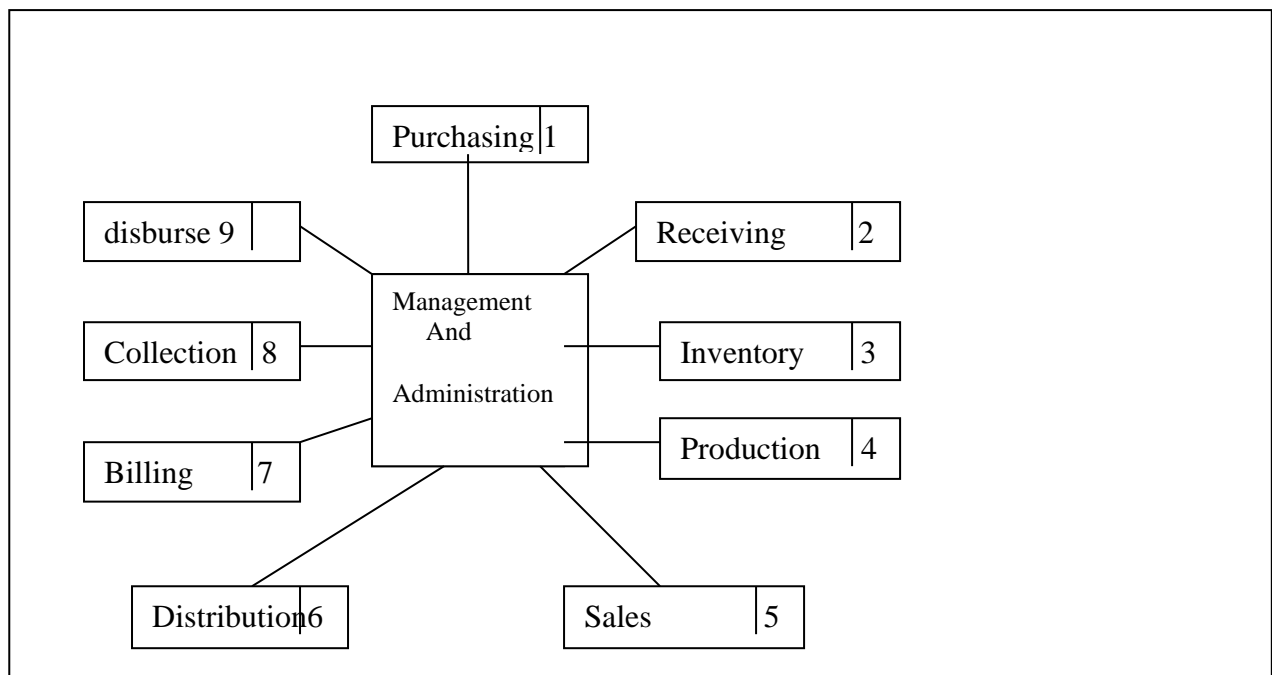 Purchasing 1
disburse 9
Receiving 2
Management
And
Administration
Collection 8
Inventory 3
Production 4
Billing 7
Distribution6
Sales 5